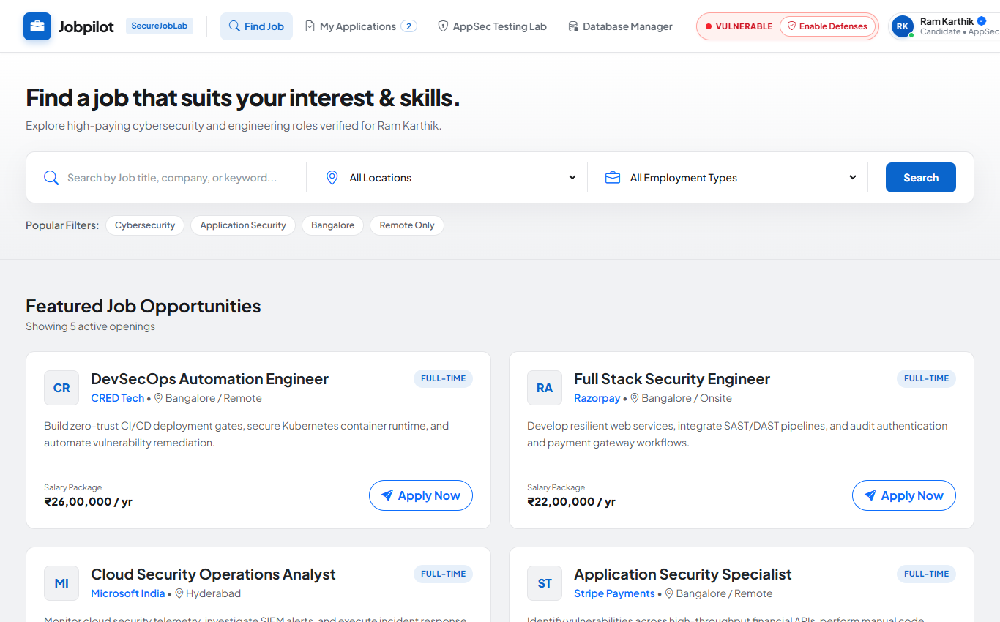 Jobpilot SecureJobLab Find Job My Applications 2 AppSec Testing Lab Database Manager VULNERABLE Enable Defenses RK Ram Karthik
Candidate • AppSec
Find a job that suits your interest & skills.
Explore high-paying cybersecurity and engineering roles verified for Ram Karthik.
Search by Job title, company, or keyword... All Locations All Employment Types Search
Popular Filters: Cybersecurity Application Security Bangalore Remote Only
Featured Job Opportunities
Showing 5 active openings
CR DevSecOps Automation Engineer FULL-TIME
CRED Tech • Bangalore / Remote
Build zero-trust CI/CD deployment gates, secure Kubernetes container runtime, and
automate vulnerability remediation.
Salary Package
₹26,00,000 / yr Apply Now
RA Full Stack Security Engineer FULL-TIME
Razorpay • Bangalore / Onsite
Develop resilient web services, integrate SAST/DAST pipelines, and audit authentication
and payment gateway workflows.
Salary Package
₹22,00,000 / yr Apply Now
MI Cloud Security Operations Analyst FULL-TIME
Microsoft India • Hyderabad
Monitor cloud security telemetry, investigate SIEM alerts, and execute incident response
ST Application Security Specialist FULL-TIME
Stripe Payments • Bangalore / Remote
Identify vulnerabilities across high-throughput financial APIs, perform manual code